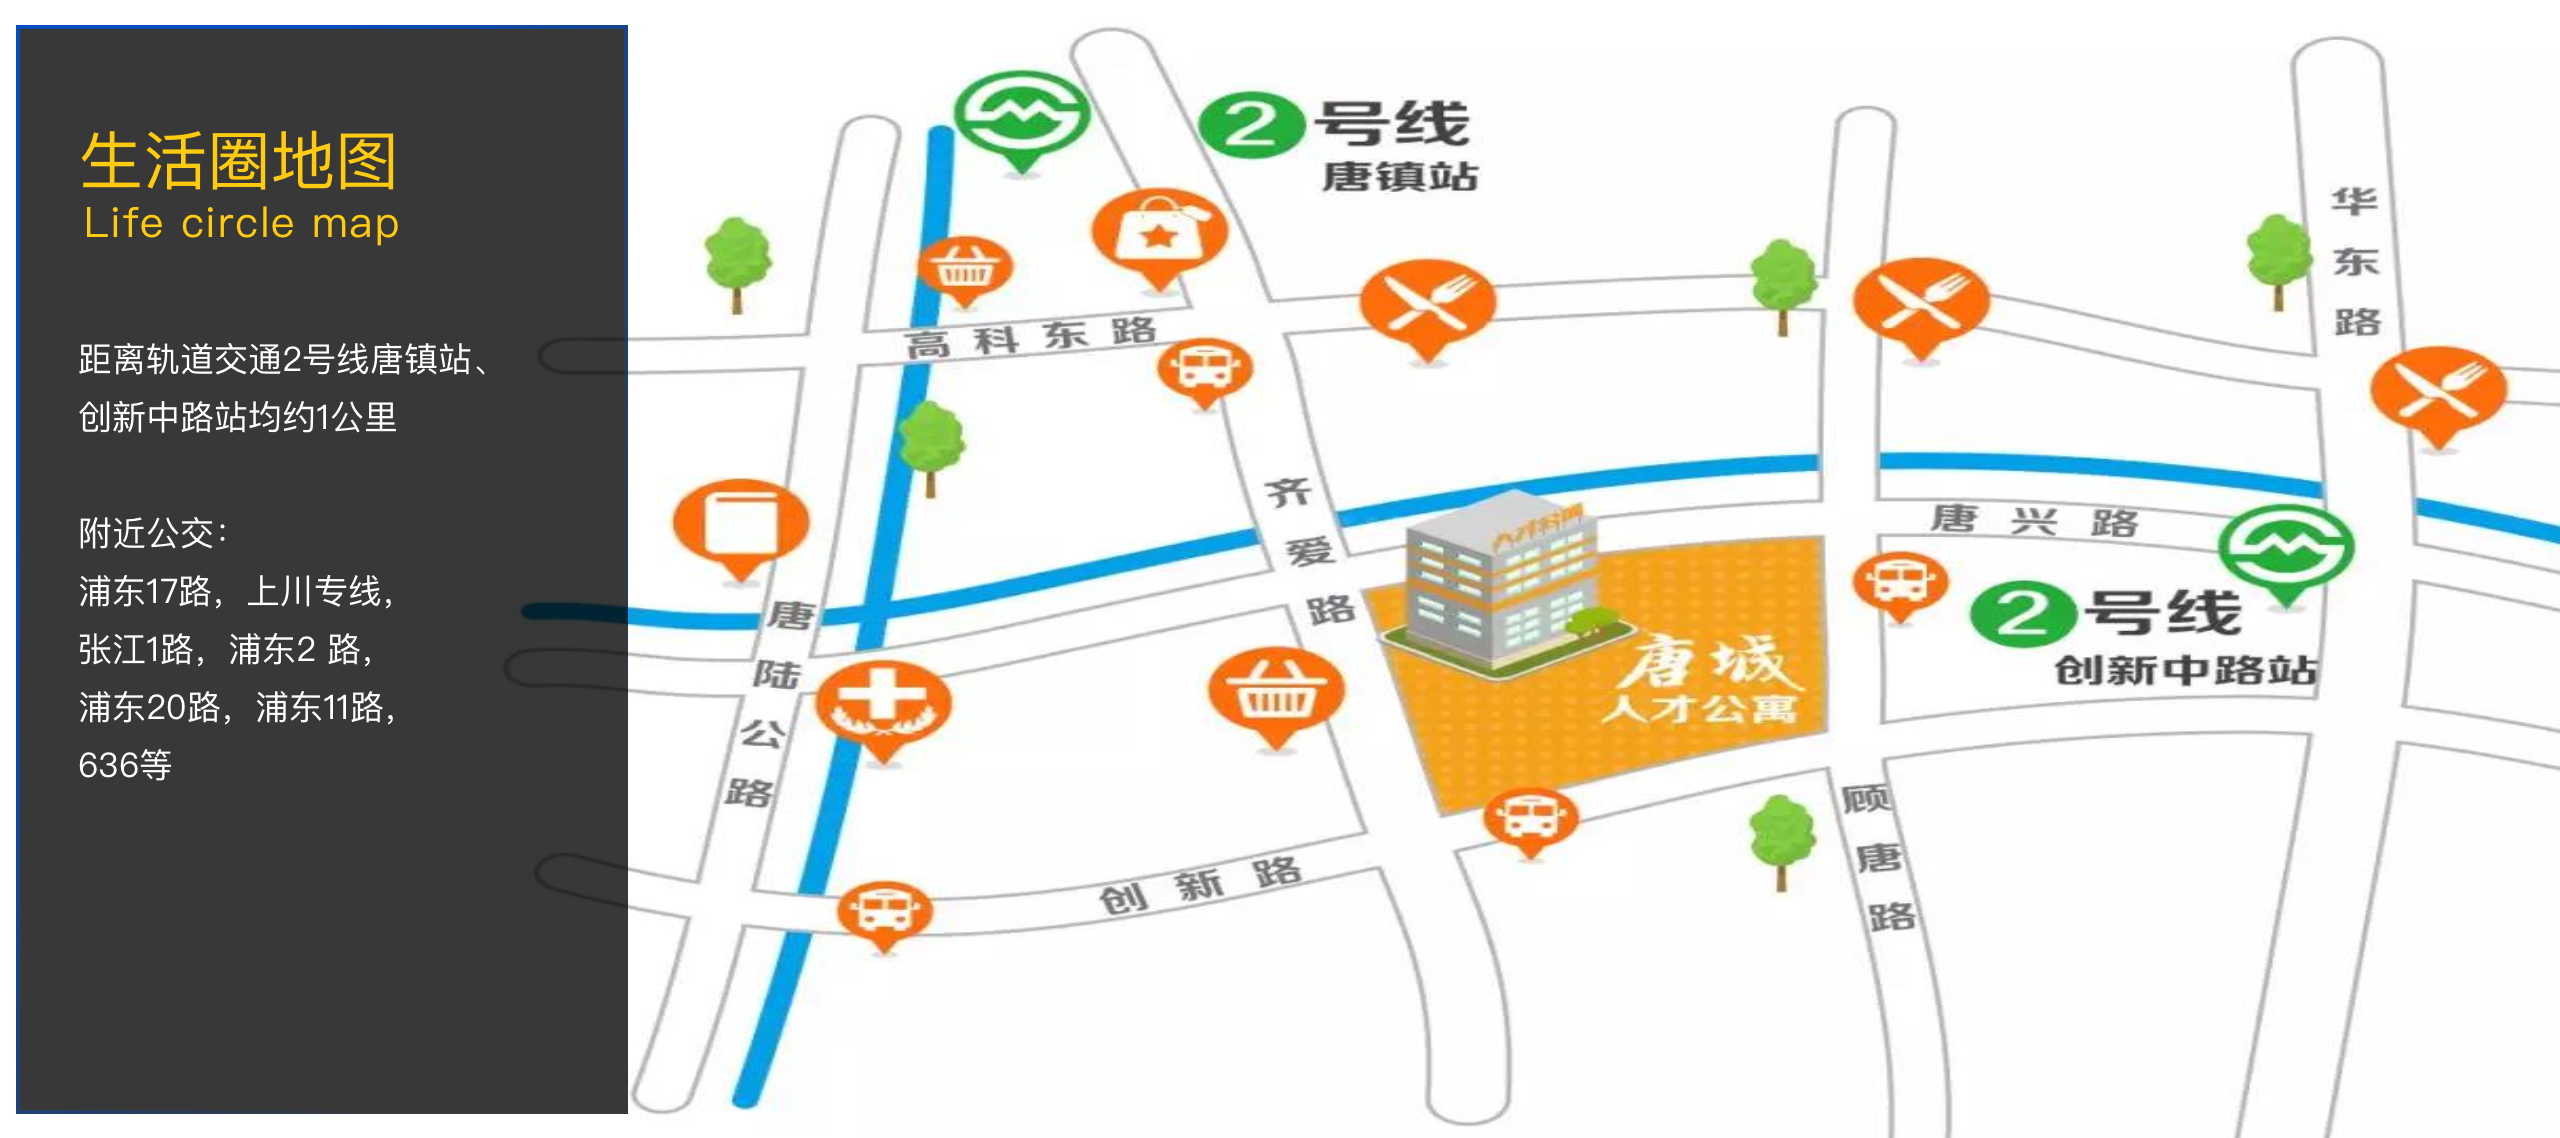 生活圈地图
Life circle map
距离轨道交通2号线唐镇站、
创新中路站均约1公里
附近公交：
浦东17路，上川专线，
张江1路，浦东2 路，
浦东20路，浦东11路，
636等
2号线
唐镇站
华东路
高科东路
齐爱路
唐兴路
唐陆公路
人才公寓
唐城
人才公寓
2号线
创新中路站
顾唐路
创新路